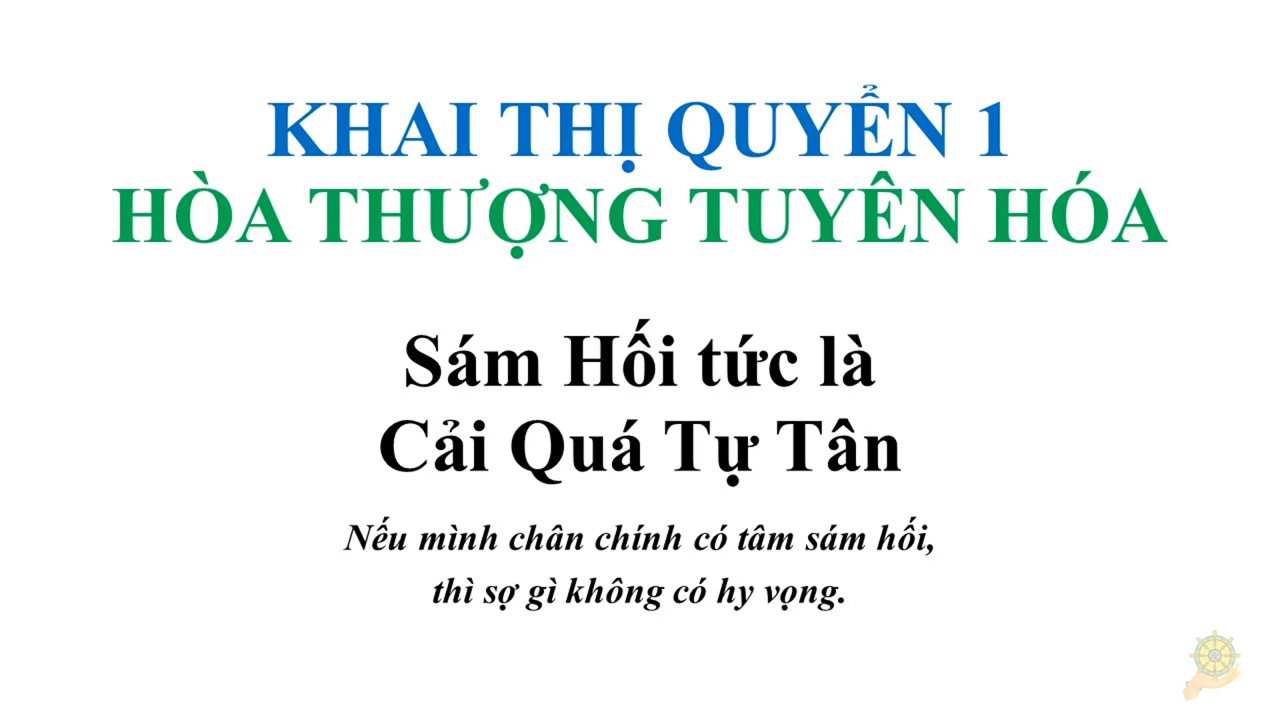 KHAI THỊ QUYỂN 1
HÒA THƯỢNG TUYÊN HÓA
Sám Hối tức là
Cải Quá Tự Tân
Nếu mình chân chính có tâm sám hối,
thì sợ gì không có hy vọng.